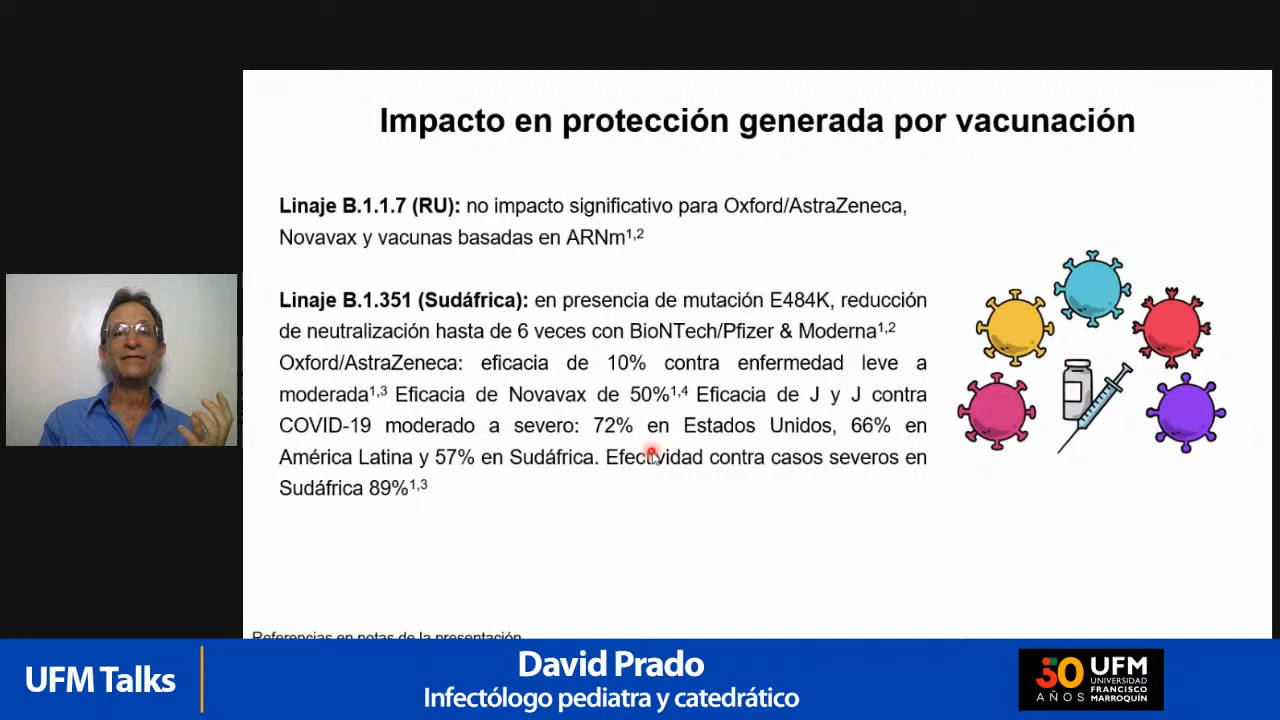 Impacto en protección generada por vacunación
Linaje B.1.1.7 (RU): no impacto significativo para Oxford/AstraZeneca,
Novavax y vacunas basadas en ARNm1,2
Linaje B.1.351 (Sudáfrica): en presencia de mutación E484K, reducción
de neutralización hasta de 6 veces con BioNTech/Pfizer & Moderna1,2
Oxford/AstraZeneca: eficacia de 10% contra enfermedad leve a
moderada1,3 Eficacia de Novavax de 50%1,4 Eficacia de J y J contra
COVID-19 moderado a severo: 72% en Estados Unidos, 66% en
América Latina y 57% en Sudáfrica. Efectividad contra casos severos en
Sudáfrica 89%1,3
Referencias en notas de la presentación
UFM Talks
David Prado
Infectólogo pediatra y catedrático
50 AÑOS
UFM
UNIVERSIDAD
FRANCISCO
MARROQUÍN